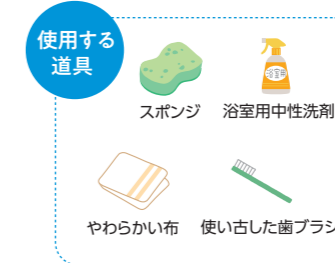 使用する
道具
スポンジ
浴室用中性洗剤
やわらかい布
使い古した歯ブラシ